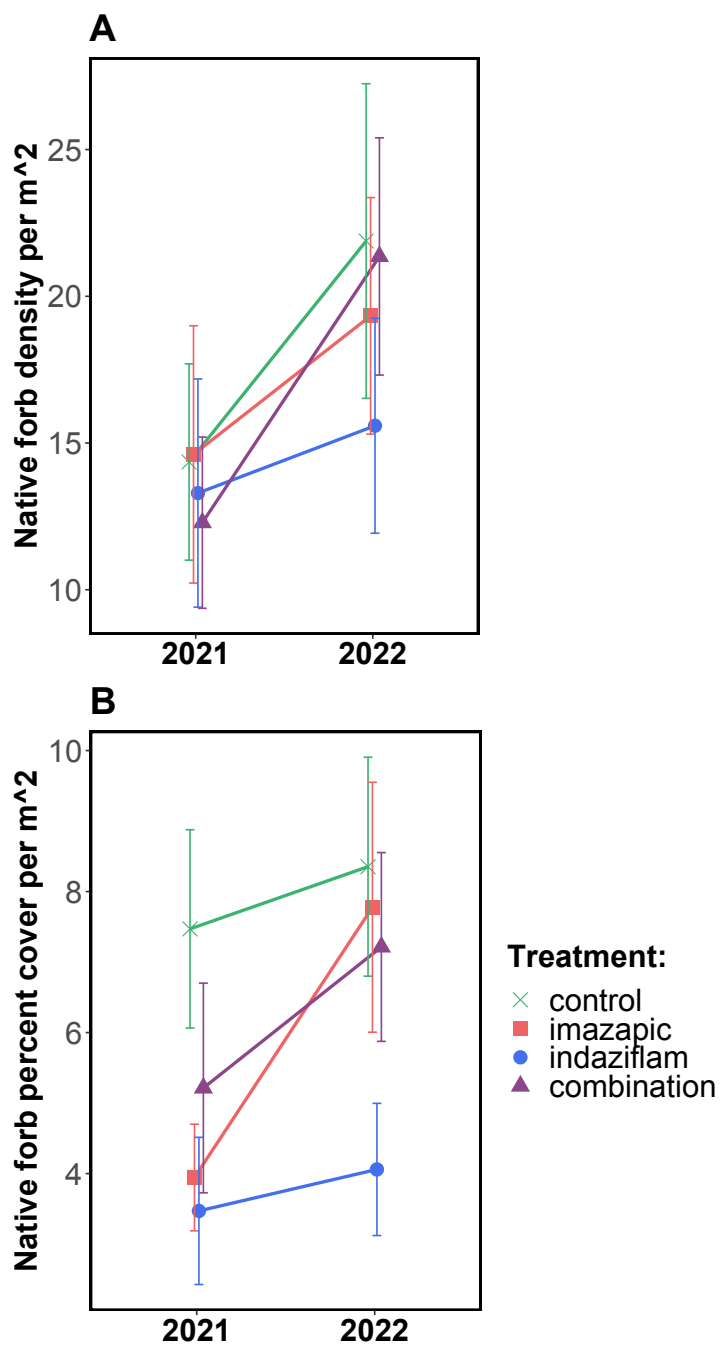 A
Native forb density per m^2
25
20
15
10
2021 2022
B
Native forb percent cover per m^2
10
8
6
4
2021 2022
Treatment:
control
imazapic
indaziflam
combination